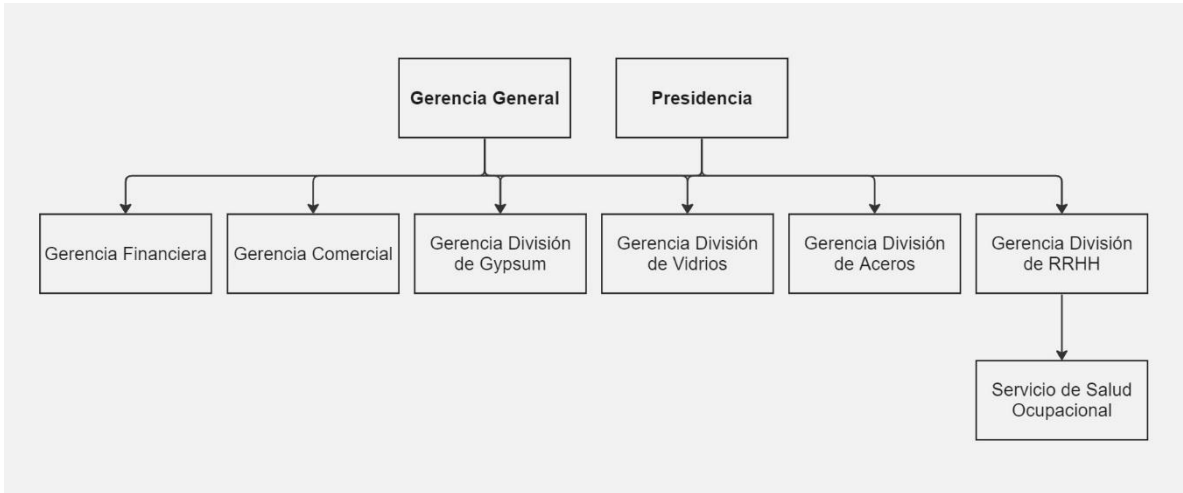 Gerencia General
Presidencia
Gerencia Financiera
Gerencia Comercial
Gerencia División
de Gypsum
Gerencia División
de Vidrios
Gerencia División
de Aceros
Gerencia División
de RRHH
Servicio de Salud
Ocupacional